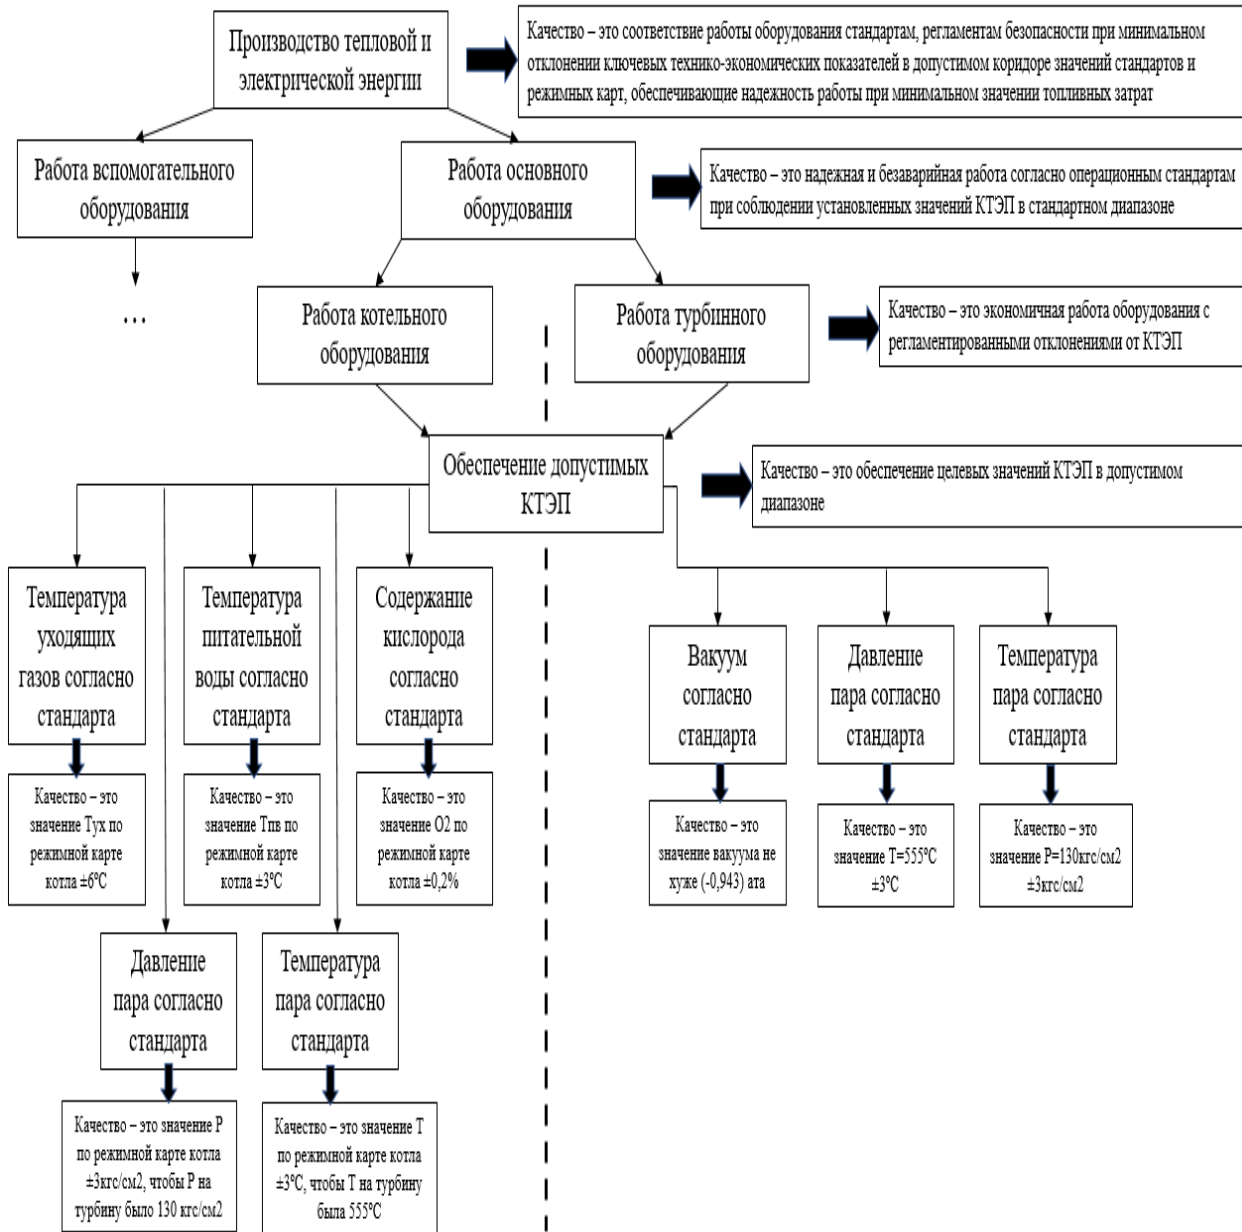 Производство тепловой и
электрической энергии
Качество – это соответствие работы оборудования стандартам, регламентам безопасности при минимальном
отклонении ключевых технико-экономических показателей в допустимом коридоре значений стандартов и
режимных карт, обеспечивающие надежность работы при минимальном значении топливных затрат
Работа вспомогательного
оборудования
Работа основного
оборудования
Качество – это надежная и безаварийная работа согласно операционным стандартам
при соблюдении установленных значений КТЭП в стандартном диапазоне
...
Работа котельного
оборудования
Работа турбинного
оборудования
Качество – это экономичная работа оборудования с
регламентированными отклонениями от КТЭП
Обеспечение допустимых
КТЭП
Качество – это обеспечение целевых значений КТЭП в допустимом
диапазоне
Температура
уходящих
газов согласно
стандарта
Температура
питательной
воды согласно
стандарта
Содержание
кислорода
согласно
стандарта
Вакуум
согласно
стандарта
Давление
пара согласно
стандарта
Температура
пара согласно
стандарта
Качество – это
значение Тух по
режимной карте
котла ±6°С
Качество – это
значение Тпв по
режимной карте
котла ±3°С
Качество – это
значение О2 по
режимной карте
котла ±0,2%
Качество – это
значение вакуума не
хуже (-0,943) ата
Качество – это
значение Т=555°С
±3°С
Качество – это
значение Р=130кгс/см2
±3кгс/см2
Давление
пара согласно
стандарта
Температура
пара согласно
стандарта
Качество – это значение Р
по режимной карте котла
±3кгс/см2, чтобы Р на
турбину было 130 кгс/см2
Качество – это значение Т
по режимной карте котла
±3°С, чтобы Т на турбину
была 555°С